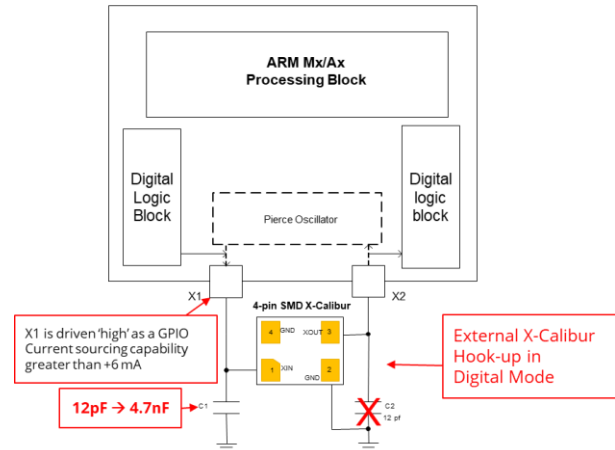 ARM Mx/Ax
Processing Block
Digital
Logic
Block
Digital
logic
block
Pierce Oscillator
X1
X2
4-pin SMD X-Calibur
X1 is driven ‘high’ as a GPIO
Current sourcing capability
greater than +6 mA
4
GND
XOUT
3
1
XIN
GND
2
External X-Calibur
Hook-up in
Digital Mode
12pF → 4.7nF
C1
C2
12 pf